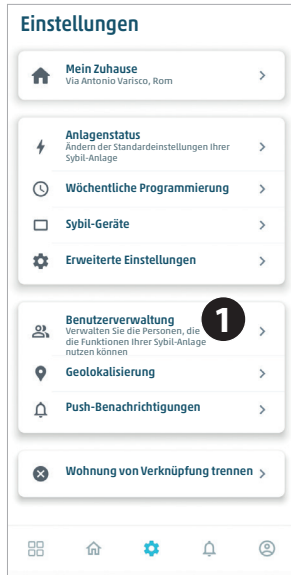 Einstellungen
Mein Zuhause
Via Antonio Varisco, Rom
Anlagenstatus
Ändern der Standardeinstellungen Ihrer
Sybil-Anlage
Wöchentliche Programmierung
Sybil-Geräte
Erweiterte Einstellungen
Benutzerverwaltung
Verwalten Sie die Personen, die
die Funktionen Ihrer Sybil-Anlage
nutzen können
1
Geolokalisierung
Push-Benachrichtigungen
Wohnung von Verknüpfung trennen